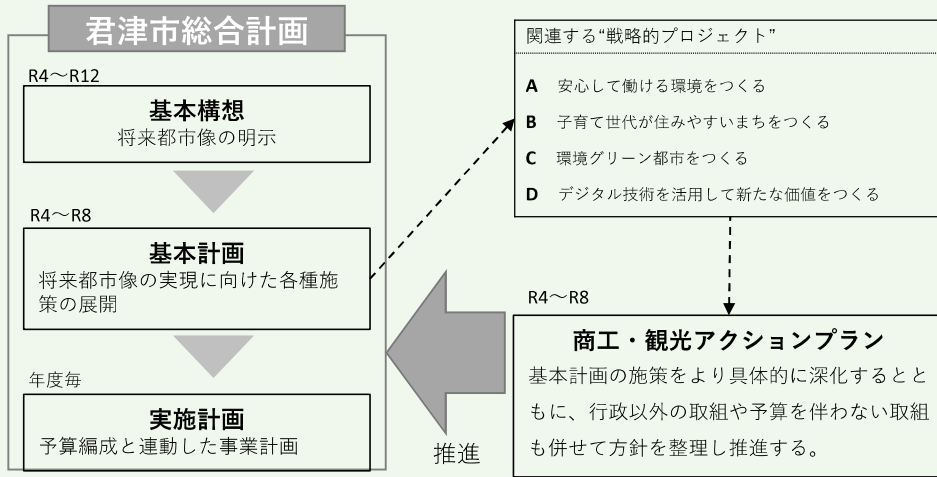 君津市総合計画
R4～R12
基本構想
将来都市像の明示
R4～R8
基本計画
将来都市像の実現に向けた各種施
策の展開
年度毎
実施計画
予算編成と連動した事業計画
関連する“戦略的プロジェクト”
A 安心して働ける環境をつくる
B 子育て世代が住みやすいまちをつくる
C 環境グリーン都市をつくる
D デジタル技術を活用して新たな価値をつくる
R4～R8
商工・観光アクションプラン
基本計画の施策をより具体的に深化するとと
もに、行政以外の取組や予算を伴わない取組
も併せて方針を整理し推進する。
推進